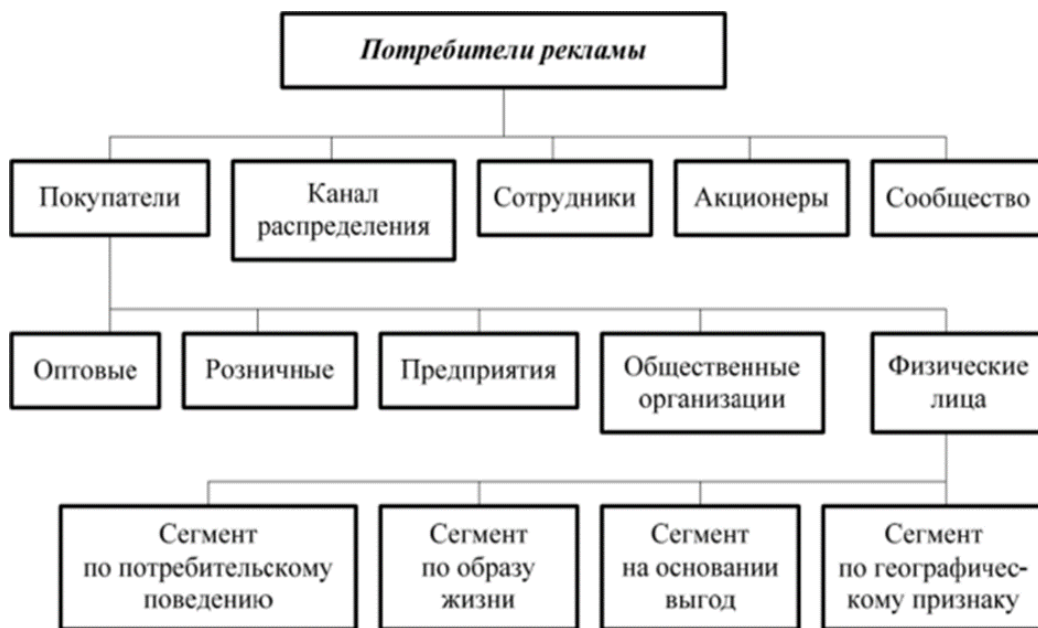 Потребители рекламы
Покупатели
Канал
распределения
Сотрудники
Акционеры
Сообщество
Оптовые
Розничные
Предприятия
Общественные
организации
Физические
лица
Сегмент
по потребительскому
поведению
Сегмент
по образу
жизни
Сегмент
на основании
выгод
Сегмент
по географичес-
кому признаку